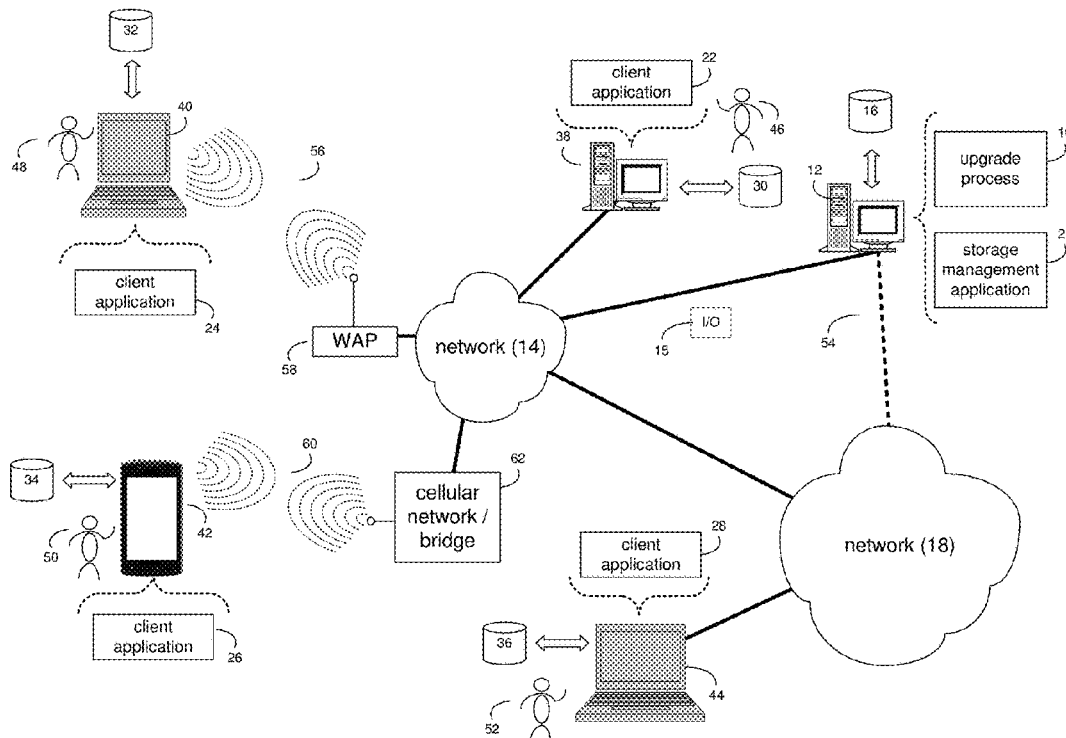 32
40
48
56
client
application
24
client
application
22
46
38
30
16
12
upgrade
process
1
storage
management
application
2
WAP
58
network (14)
I/O
15
54
34
42
50
60
62
cellular
network /
bridge
client
application
26
client
application
28
36
44
52
network (18)